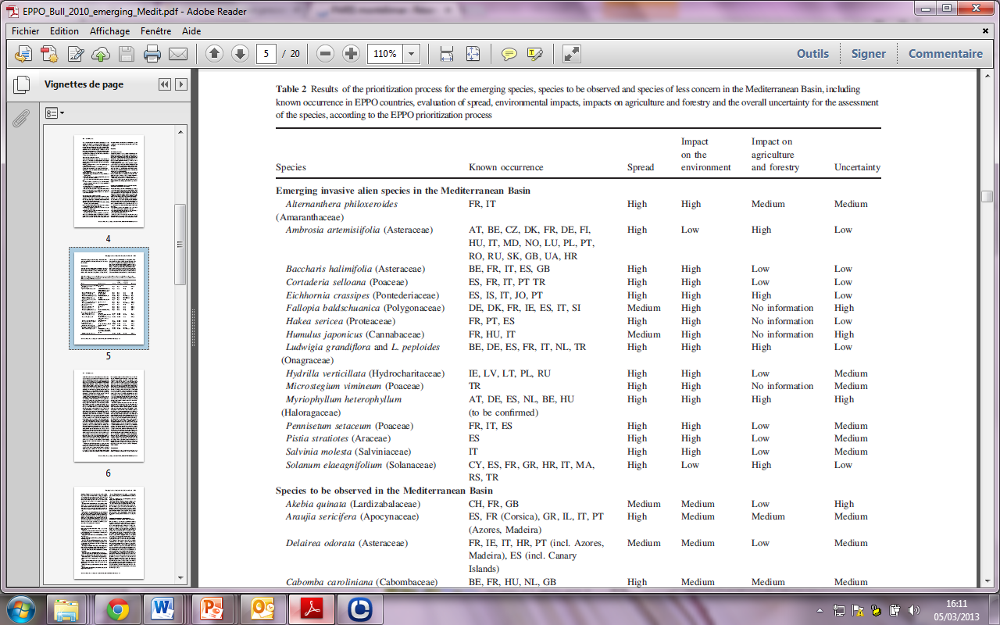 EPPO_Bull_2010_emerging_Medit.pdf - Adobe Reader
Fichier Edition Affichage Fenêtre Aide
5 / 20 110% Outils Signer Commentaire
Vignettes de page
4
5
6
Table 2 Results of the prioritization process for the emerging species, species to be observed and species of less concern in the Mediterranean Basin, including
known occurrence in EPPO countries, evaluation of spread, environmental impacts, impacts on agriculture and forestry and the overall uncertainty for the assessment
of the species, according to the EPPO prioritization process
Impact Impact on
on the agriculture
Species Known occurrence Spread environment and forestry Uncertainty
Emerging invasive alien species in the Mediterranean Basin
Alternanthera philoxeroides FR, IT High High Medium Medium
(Amaranthaceae)
Ambrosia artemisiifolia (Asteraceae) AT, BE, CZ, DK, FR, DE, FI, High Low High Low
HU, IT, MD, NO, LU, PL, PT,
RO, RU, SK, GB, UA, HR
Baccharis halimifolia (Asteraceae) BE, FR, IT, ES, GB High High Low Low
Cortaderia selloana (Poaceae) ES, FR, IT, PT TR High High Low Low
Eichhornia crassipes (Pontederiaceae) ES, IS, IT, JO, PT High High High Low
Fallopia baldschuanica (Polygonaceae) DE, DK, FR, IE, ES, IT, SI Medium High No information High
Hakea sericea (Proteaceae) FR, PT, ES High High No information Low
Humulus japonicus (Cannabaceae) FR, HU, IT Medium High No information High
Ludwigia grandiflora and L. peploides BE, DE, ES, FR, IT, NL, TR High High High Low
(Onagraceae)
Hydrilla verticillata (Hydrocharitaceae) IE, LV, LT, PL, RU High High Low Medium
Microstegium vimineum (Poaceae) TR High High No information Medium
Myriophyllum heterophyllum AT, DE, ES, NL, BE, HU High High High High
(Haloragaceae) (to be confirmed)
Pennisetum setaceum (Poaceae) FR, IT, ES High High Low Medium
Pistia stratiotes (Araceae) ES High High Low Medium
Salvinia molesta (Salviniaceae) IT High High Low Medium
Solanum elaeagnifolium (Solanaceae) CY, ES, FR, GR, HR, IT, MA, High Low High Low
RS, TR
Species to be observed in the Mediterranean Basin
Akebia quinata (Lardizabalaceae) CH, FR, GB Medium Medium Low High
Araujia sericifera (Apocynaceae) ES, FR (Corsica), GR, IL, IT, PT High Medium Medium Medium
(Azores, Madeira)
Delairea odorata (Asteraceae) FR, IE, IT, HR, PT (incl. Azores, Medium Medium Low Medium
Madeira), ES (incl. Canary
Islands)
Cabomba caroliniana (Cabombaceae) BE, FR, HU, NL, GB High Medium Medium Medium
16:11
05/03/2013